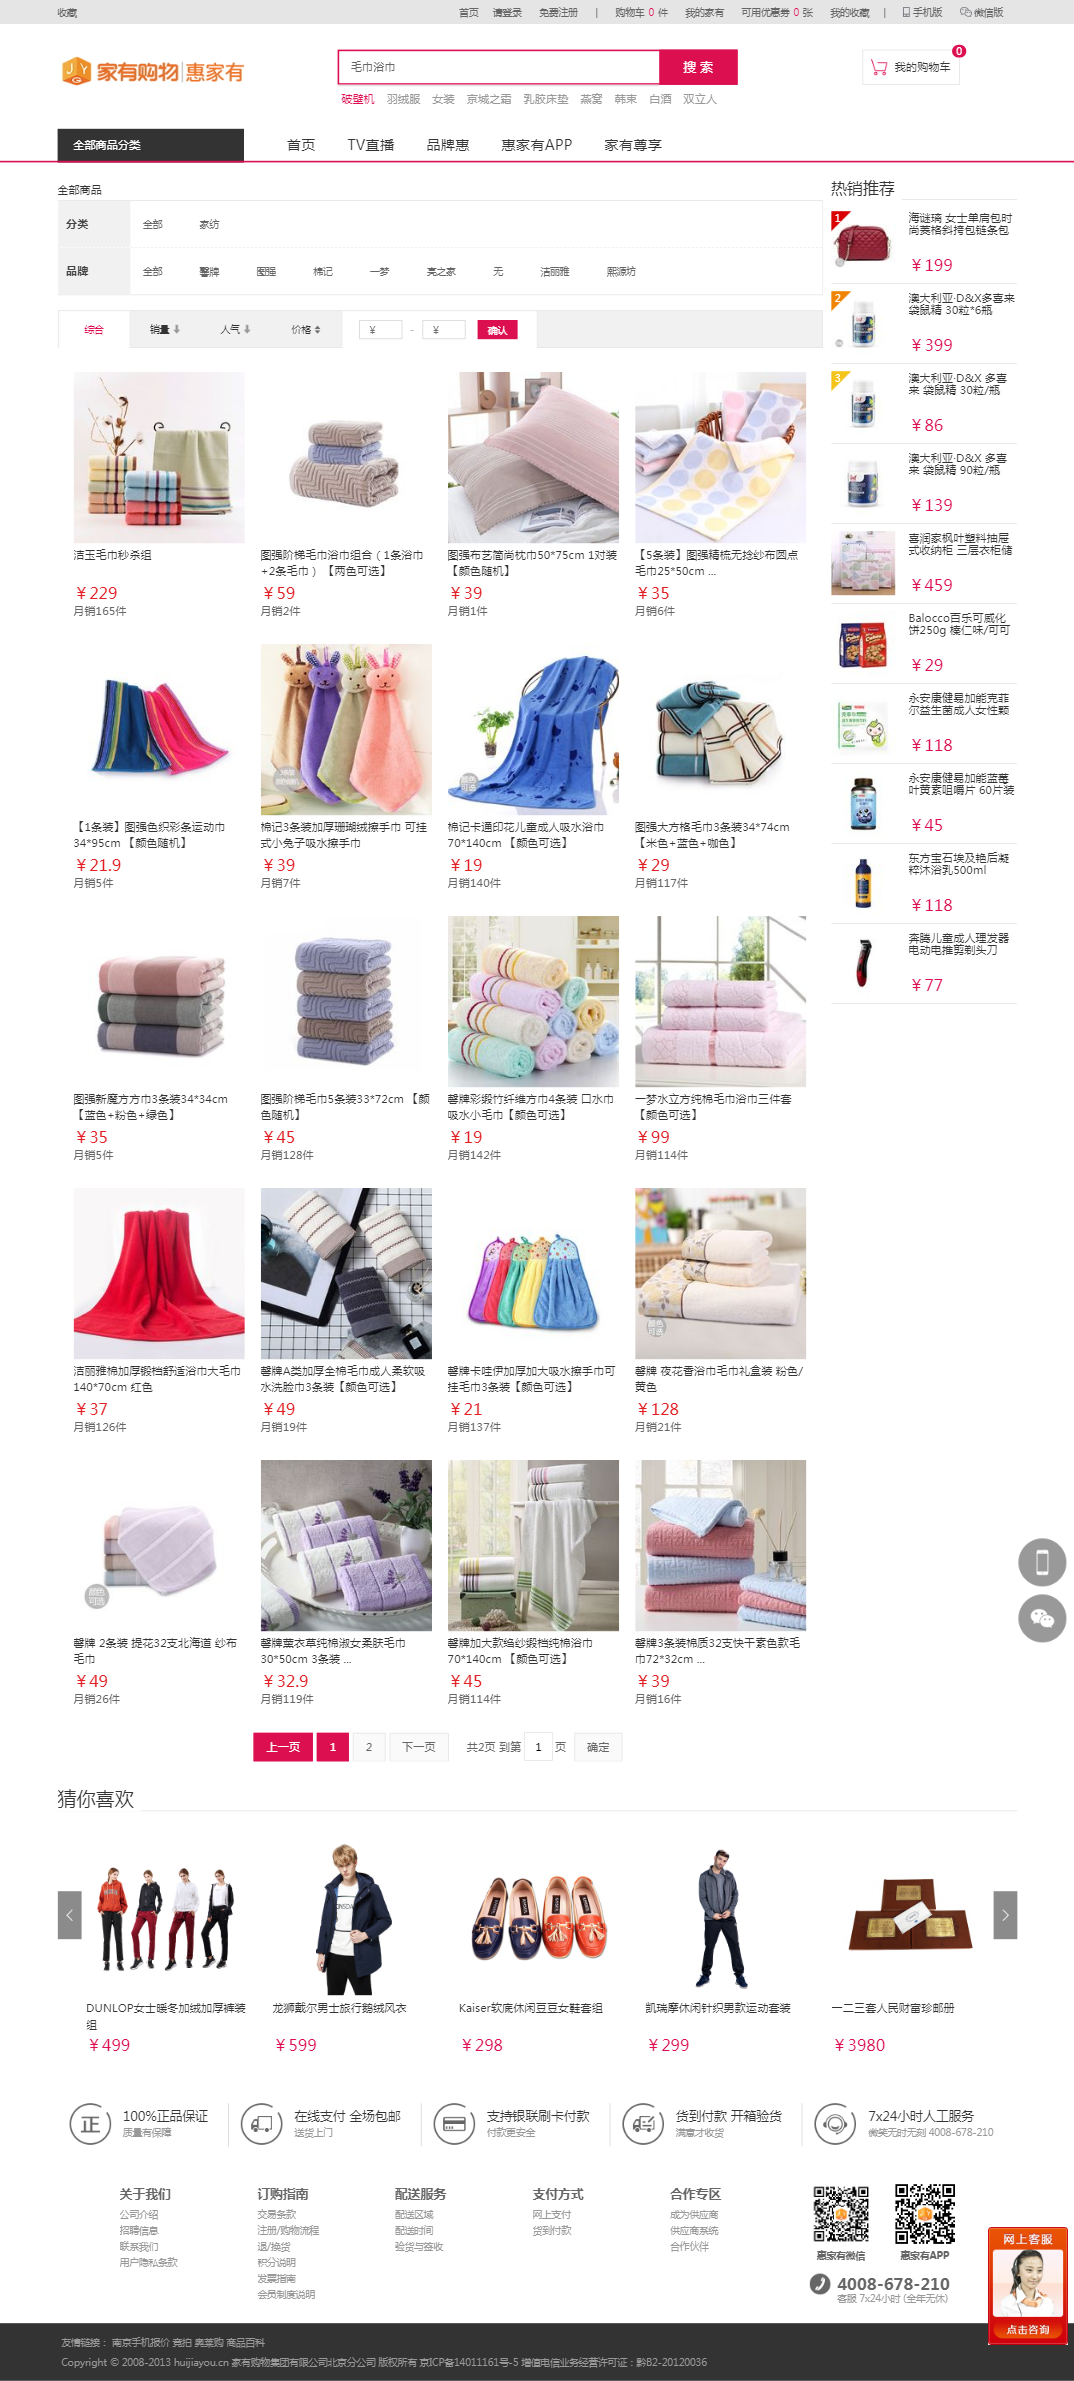 收藏
首页 请登录 免费注册 | 购物车 0 件 我的家有 可用优惠券 0 张 我的收藏 | 手机版 微信版
JYG 家有购物|惠家有
毛巾浴巾 搜 索
我的购物车 0
破壁机 羽绒服 女装 京城之霜 乳胶床垫 燕窝 韩束 白酒 双立人
全部商品分类 首页 TV直播 品牌惠 惠家有APP 家有尊享
全部商品
分类 全部 家纺
品牌 全部 馨牌 图强 棉记 一梦 亮之家 无 洁丽雅 熙源坊
综合 销量 人气 价格 ¥ - ¥ 确认
洁玉毛巾秒杀组
¥229
月销165件
图强阶梯毛巾浴巾组合（1条浴巾
+2条毛巾）【两色可选】
¥59
月销2件
图强布艺简尚枕巾50*75cm 1对装
【颜色随机】
¥39
月销1件
【5条装】图强精梳无捻纱布圆点
毛巾25*50cm ...
¥35
月销6件
【1条装】图强色织彩条运动巾
34*95cm 【颜色随机】
¥21.9
月销5件
棉记3条装加厚珊瑚绒擦手巾 可挂
式小兔子吸水擦手巾
¥39
月销7件
颜色
可选
棉记卡通印花儿童成人吸水浴巾
70*140cm 【颜色可选】
¥19
月销140件
图强大方格毛巾3条装34*74cm
【米色+蓝色+咖色】
¥29
月销117件
图强新魔方方巾3条装34*34cm
【蓝色+粉色+绿色】
¥35
月销5件
图强阶梯毛巾5条装33*72cm 【颜
色随机】
¥45
月销128件
馨牌彩缎竹纤维方巾4条装 口水巾
吸水小毛巾【颜色可选】
¥19
月销142件
一梦水立方纯棉毛巾浴巾三件套
【颜色可选】
¥99
月销114件
洁丽雅棉加厚缎档舒适浴巾大毛巾
140*70cm 红色
¥37
月销126件
馨牌A类加厚全棉毛巾成人柔软吸
水洗脸巾3条装【颜色可选】
¥49
月销19件
馨牌卡哇伊加厚加大吸水擦手巾可
挂毛巾3条装【颜色可选】
¥21
月销137件
颜色
可选
馨牌 夜花香浴巾毛巾礼盒装 粉色/
黄色
¥128
月销21件
颜色
可选
馨牌 2条装 提花32支北海道 纱布
毛巾
¥49
月销26件
馨牌薰衣草纯棉淑女柔肤毛巾
30*50cm 3条装 ...
¥32.9
月销119件
馨牌加大款绉纱缎档纯棉浴巾
70*140cm 【颜色可选】
¥45
月销114件
馨牌3条装棉质32支快干素色款毛
巾72*32cm ...
¥39
月销16件
热销推荐
1
海谜璃 女士单肩包时
尚菱格斜挎包链条包
¥199
2
澳大利亚·D&X多喜来
袋鼠精 30粒*6瓶
¥399
3
澳大利亚·D&X 多喜
来 袋鼠精 30粒/瓶
¥86
澳大利亚·D&X 多喜
来 袋鼠精 90粒/瓶
¥139
喜润家枫叶塑料抽屉
式收纳柜 三层衣柜储
¥459
Balocco百乐可威化
饼250g 榛仁味/可可
¥29
永安康健易加能克菲
尔益生菌成人女性颗
¥118
永安康健易加能蓝莓
叶黄素咀嚼片 60片装
¥45
东方宝石埃及艳后凝
粹沐浴乳500ml
¥118
奔腾儿童成人理发器
电动电推剪剃头刀
¥77
上一页 1 2 下一页 共2页 到第 1 页 确定
猜你喜欢
DUNLOP女士暖冬加绒加厚裤装
组
¥499
龙狮戴尔男士旅行鹅绒风衣
¥599
Kaiser软底休闲豆豆女鞋套组
¥298
凯瑞摩休闲针织男款运动套装
¥299
一二三套人民财富珍邮册
¥3980
正 100%正品保证
质量有保障
在线支付 全场包邮
送货上门
支持银联刷卡付款
付款更安全
货到付款 开箱验货
满意才收货
7x24小时人工服务
微笑无时无刻 4008-678-210
关于我们
公司介绍
招聘信息
联系我们
用户隐私条款
订购指南
交易条款
注册/购物流程
退/换货
积分说明
发票指南
会员制度说明
配送服务
配送区域
配送时间
验货与签收
支付方式
网上支付
货到付款
合作专区
成为供应商
供应商系统
合作伙伴
惠家有微信 惠家有APP
4008-678-210
客服 7x24小时 (全年无休)
网上客服
点击咨询
友情链接： 南京手机报价 竞拍 奥莱购 商品百科
Copyright © 2008-2013 huijiayou.cn 家有购物集团有限公司北京分公司 版权所有 京ICP备14011161号-5 增值电信业务经营许可证：黔B2-20120036